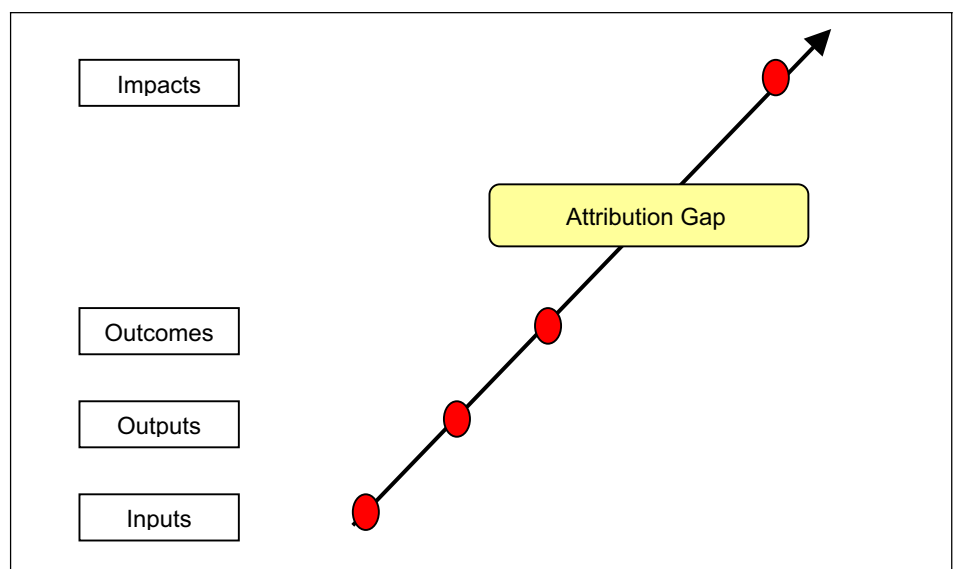 Impacts
Attribution Gap
Outcomes
Outputs
Inputs